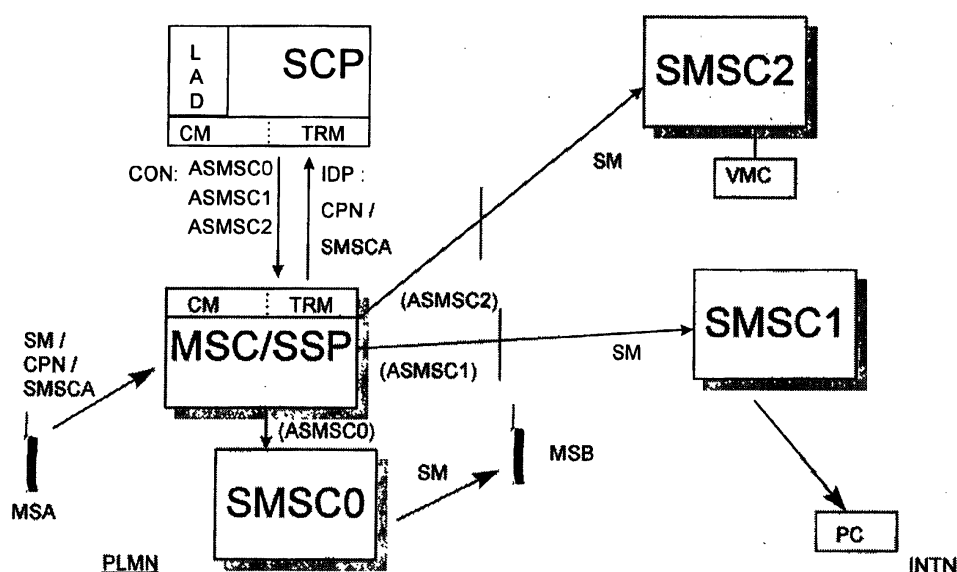 L
A
D
SCP
CM TRM
SMSC2
VMC
SM
CON: ASMSC0
ASMSC1
ASMSC2
IDP :
CPN /
SMSCA
CM TRM
MSC/SSP
(ASMSC2)
(ASMSC1)
SM
SMSC1
SM /
CPN /
SMSCA
MSA
(ASMSC0)
SMSC0
SM
MSB
PC
PLMN
INTN